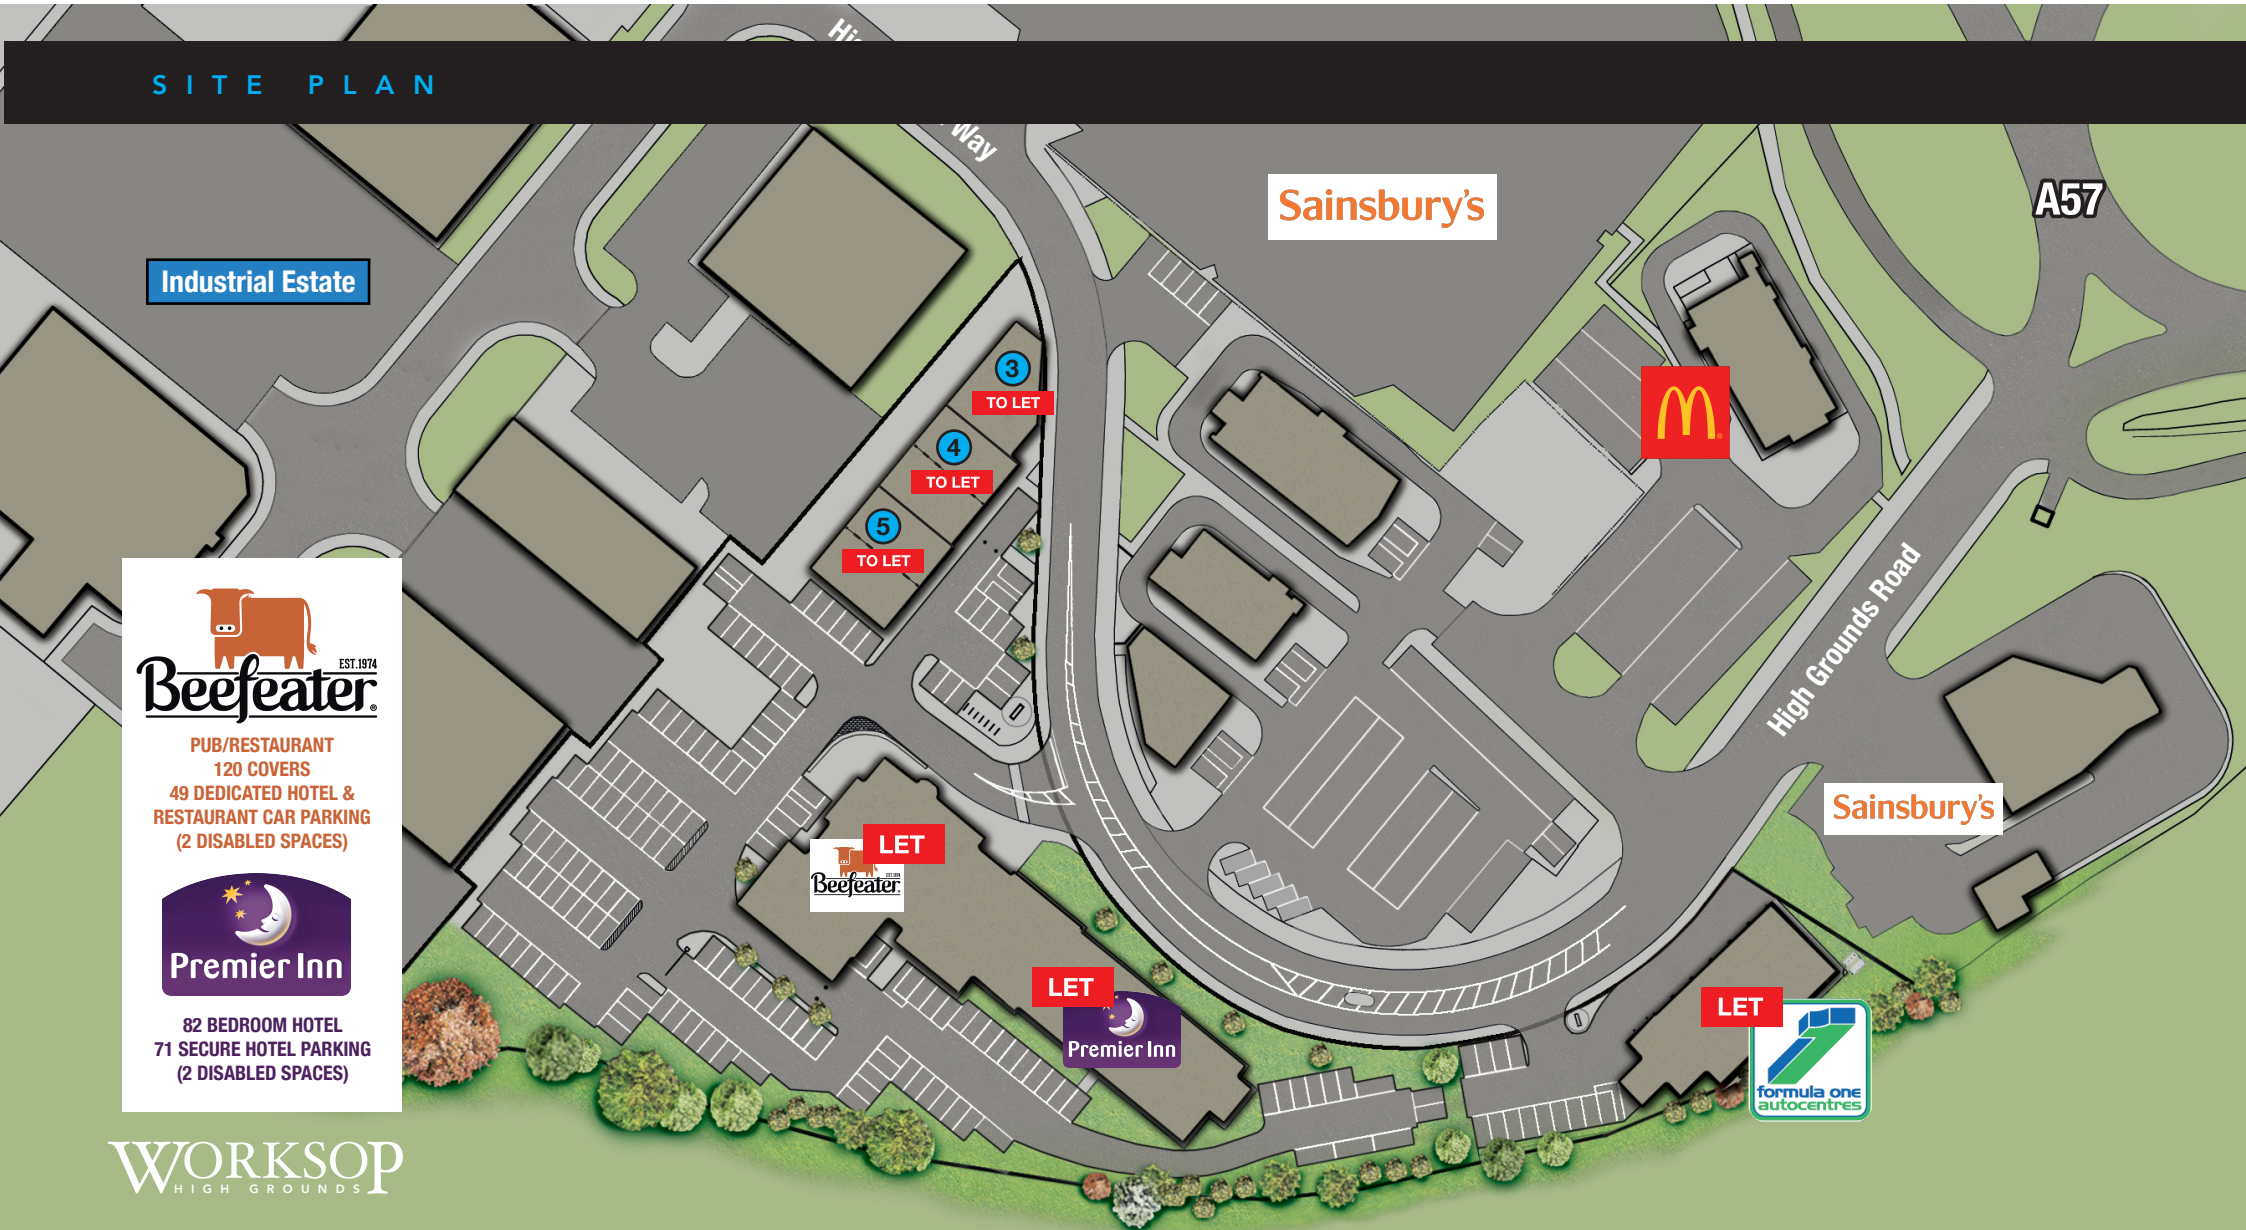 SITE PLAN
Hi
Way
Sainsbury's
A57
Industrial Estate
3
TO LET
4
TO LET
5
TO LET
High Grounds Road
Beefeater
EST.1974
PUB/RESTAURANT
120 COVERS
49 DEDICATED HOTEL &
RESTAURANT CAR PARKING
(2 DISABLED SPACES)
Premier Inn
82 BEDROOM HOTEL
71 SECURE HOTEL PARKING
(2 DISABLED SPACES)
Sainsbury's
LET
Beefeater
LET
Premier Inn
LET
formula one
autocentres
WORKSOP
HIGH GROUNDS